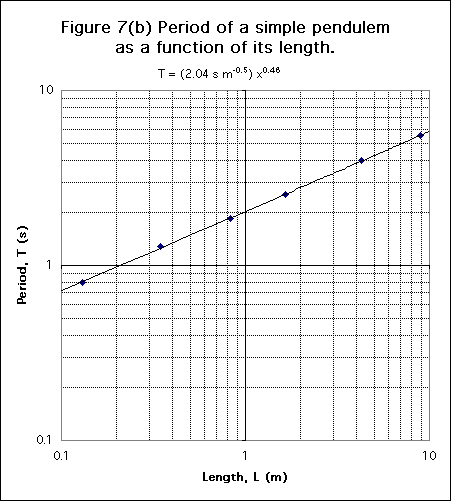 Figure 7(b) Period of a simple pendulem
as a function of its length.
T = (2.04 s m-0.5) x0.46
10
1
0.1
Period, T (s)
0.1 1 10
Length, L (m)